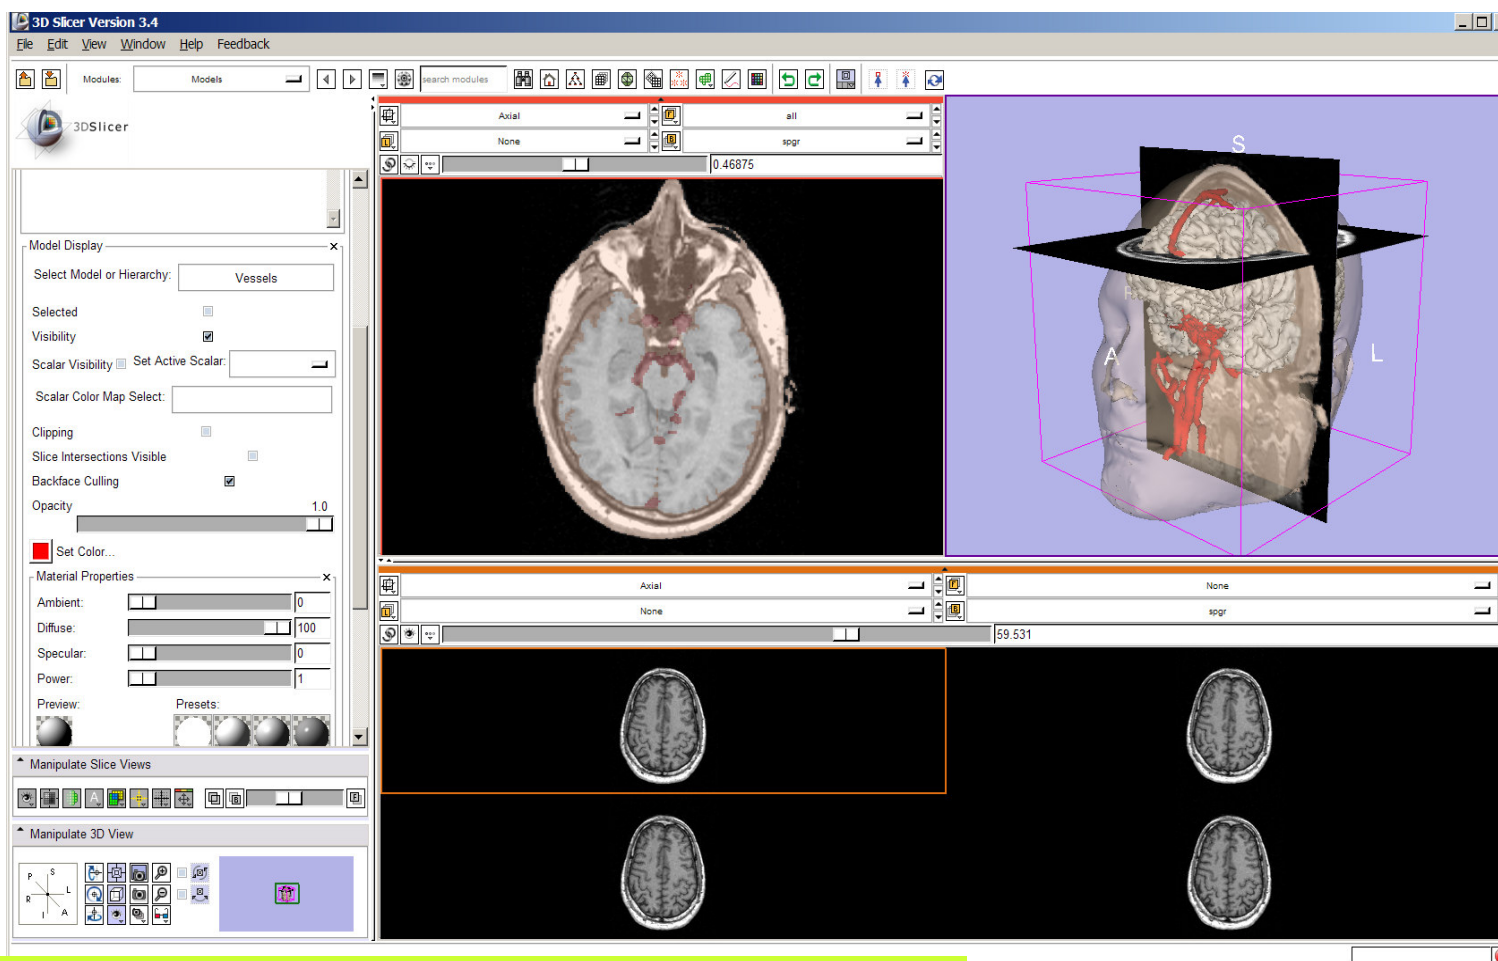 3D Slicer Version 3.4
File Edit View Window Help Feedback
Modules: Models search modules
3DSlicer
Model Display
Select Model or Hierarchy: Vessels
Selected
Visibility
Scalar Visibility Set Active Scalar:
Scalar Color Map Select:
Clipping
Slice Intersections Visible
Backface Culling
Opacity 1.0
Set Color...
Material Properties
Ambient: 0
Diffuse: 100
Specular: 0
Power: 1
Preview: Presets:
Manipulate Slice Views
Manipulate 3D View
P S
R L
I A
Axial all
None spgr
0.46875
S
A
L
Axial None
None spgr
59.531